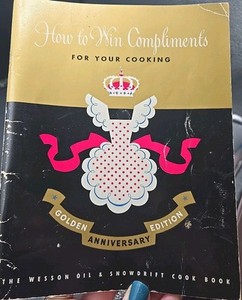 How to Win Compliments
FOR YOUR COOKING
GOLDEN ANNIVERSARY EDITION
THE WESSON OIL & SNOWDRIFT COOK BOOK